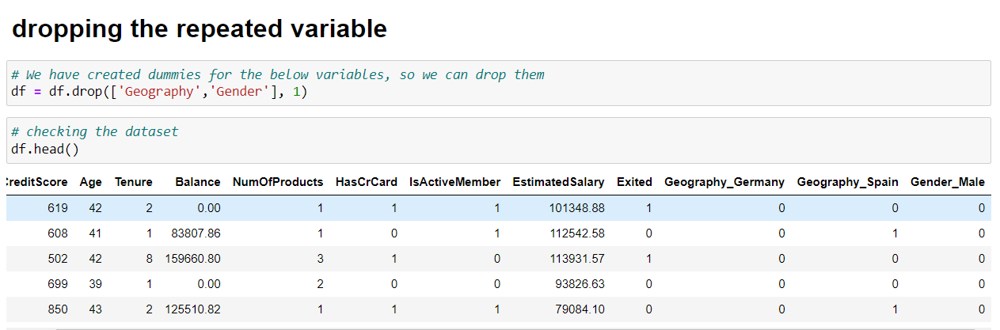 dropping the repeated variable
# We have created dummies for the below variables, so we can drop them
df = df.drop(['Geography','Gender'], 1)
# checking the dataset
df.head()
CreditScore Age Tenure Balance NumOfProducts HasCrCard IsActiveMember EstimatedSalary Exited Geography_Germany Geography_Spain Gender_Male
619 42 2 0.00 1 1 1 101348.88 1 0 0 0
608 41 1 83807.86 1 0 1 112542.58 0 0 1 0
502 42 8 159660.80 3 1 0 113931.57 1 0 0 0
699 39 1 0.00 2 0 0 93826.63 0 0 0 0
850 43 2 125510.82 1 1 1 79084.10 0 0 1 0